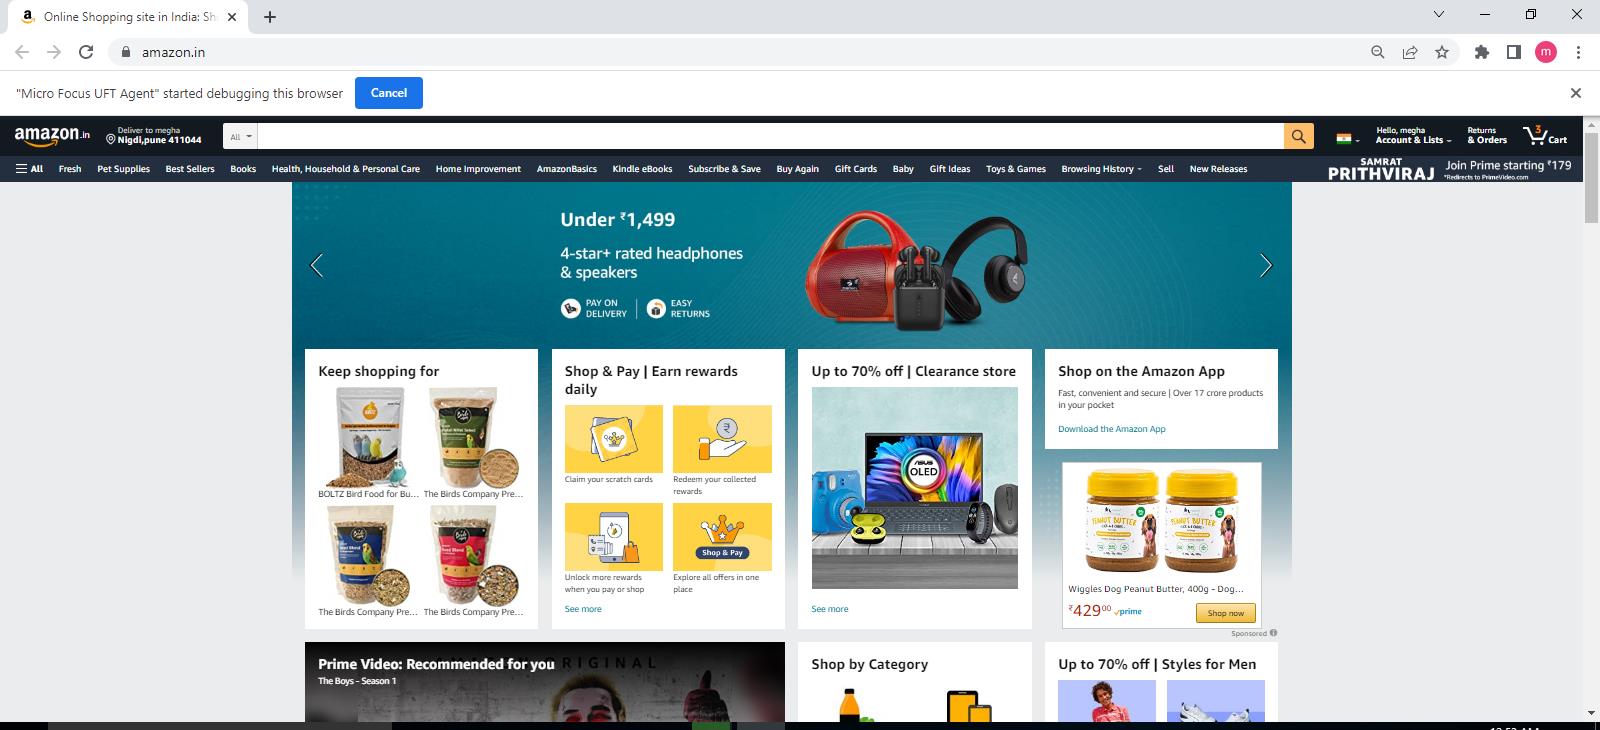 Online Shopping site in India: Sh
amazon.in
m
"Micro Focus UFT Agent" started debugging this browser
Cancel
amazon.in
Deliver to megha
Nigdi,pune 411044
All
Hello, megha
Account & Lists
Returns
& Orders
3
Cart
All
Fresh
Pet Supplies
Best Sellers
Books
Health, Household & Personal Care
Home Improvement
AmazonBasics
Kindle eBooks
Subscribe & Save
Buy Again
Gift Cards
Baby
Gift Ideas
Toys & Games
Browsing History
Sell
New Releases
SAMRAT
PRITHVIRAJ
Join Prime starting ₹179
*Redirects to PrimeVideo.com
Under ₹1,499
4-star+ rated headphones
& speakers
PAY ON
DELIVERY
EASY
RETURNS
Keep shopping for
BOLTZ Bird Food for Bu...
The Birds Company Pre...
The Birds Company Pre...
The Birds Company Pre...
Shop & Pay | Earn rewards
daily
Claim your scratch cards
Redeem your collected
rewards
Shop & Pay
Unlock more rewards
when you pay or shop
Explore all offers in one
place
See more
Up to 70% off | Clearance store
ASUS
OLED
See more
Shop on the Amazon App
Fast, convenient and secure | Over 17 crore products
in your pocket
Download the Amazon App
PEANUT BUTTER
PEANUT BUTTER
Wiggles Dog Peanut Butter, 400g - Dog...
₹42900
prime
Shop now
Sponsored
Prime Video: Recommended for you
The Boys – Season 1
ORIGINAL
Shop by Category
Up to 70% off | Styles for Men